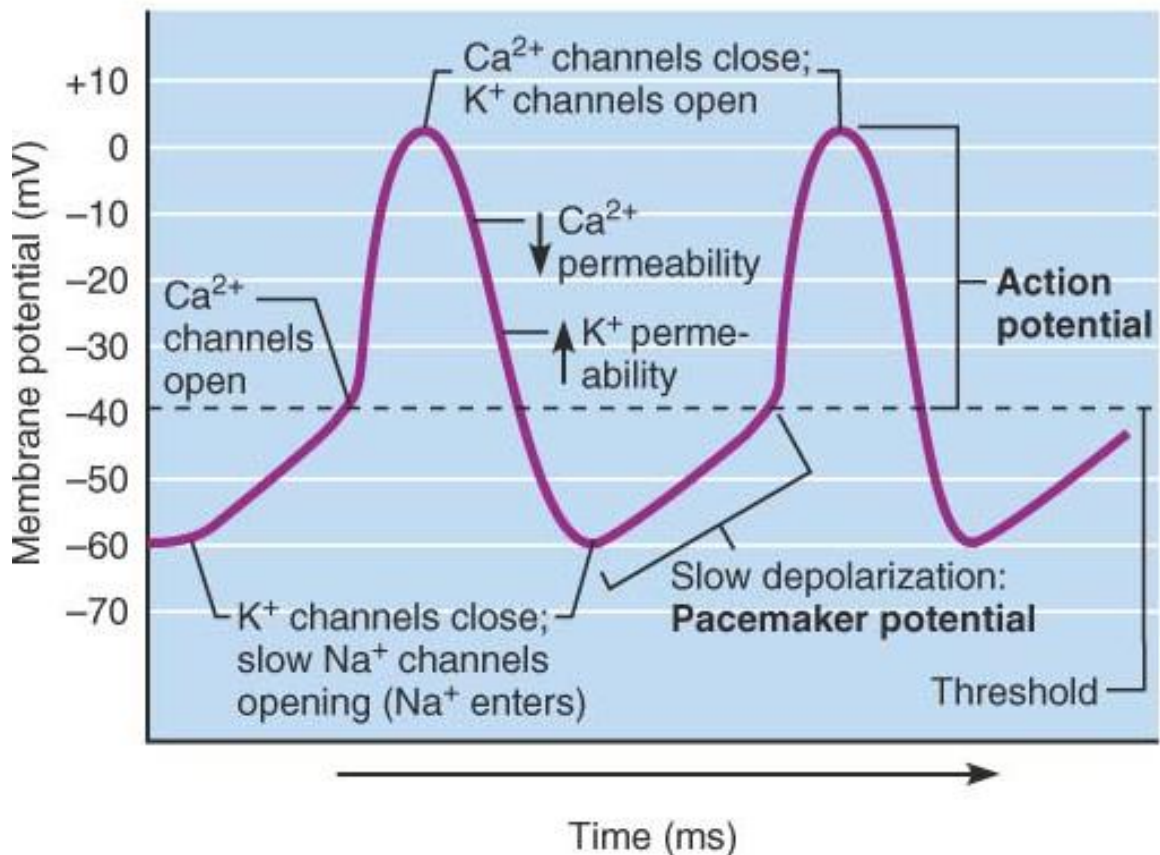 Ca²⁺ channels close;
K⁺ channels open
+10
0
–10
–20
–30
–40
–50
–60
–70
Membrane potential (mV)
Ca²⁺
permeability
Ca²⁺
channels
open
K⁺ perme-
ability
Action
potential
Slow depolarization:
Pacemaker potential
K⁺ channels close;
slow Na⁺ channels
opening (Na⁺ enters)
Threshold
Time (ms)